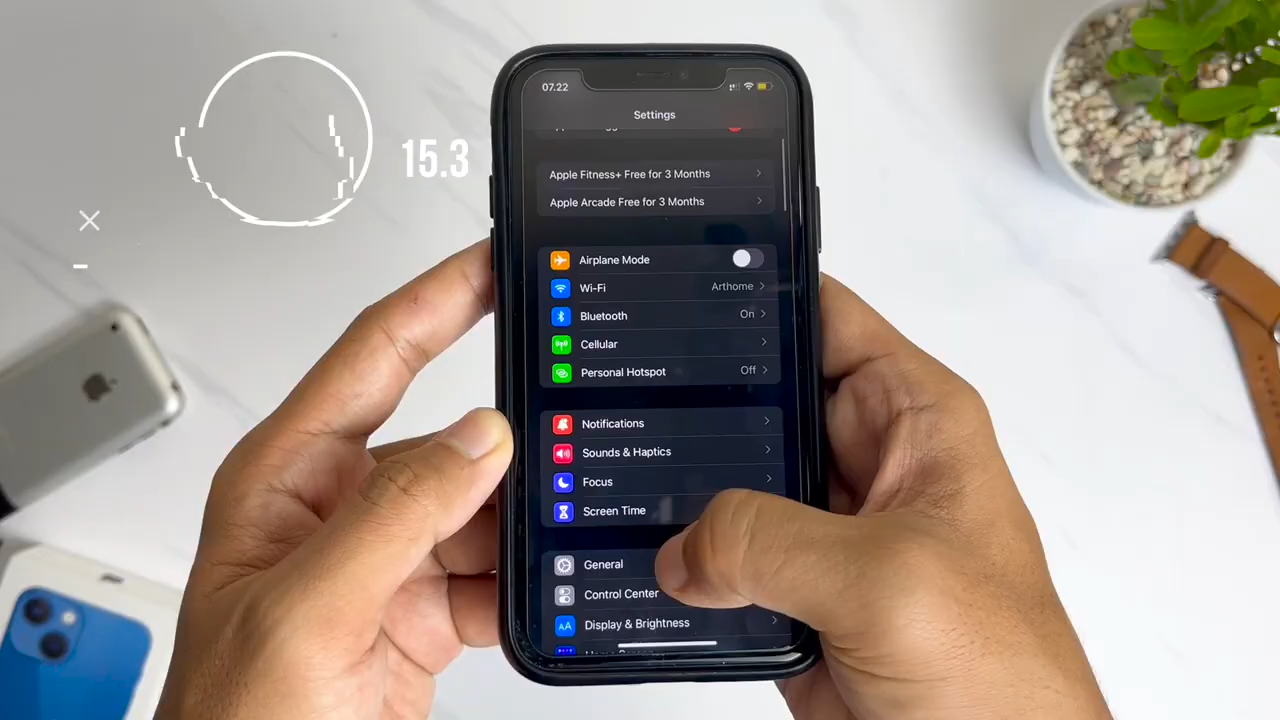 07.22
Settings
15.3
Apple Fitness+ Free for 3 Months
Apple Arcade Free for 3 Months
Airplane Mode
Wi-Fi Arthome
Bluetooth On
Cellular
Personal Hotspot Off
Notifications
Sounds & Haptics
Focus
Screen Time
General
Control Center
AA Display & Brightness